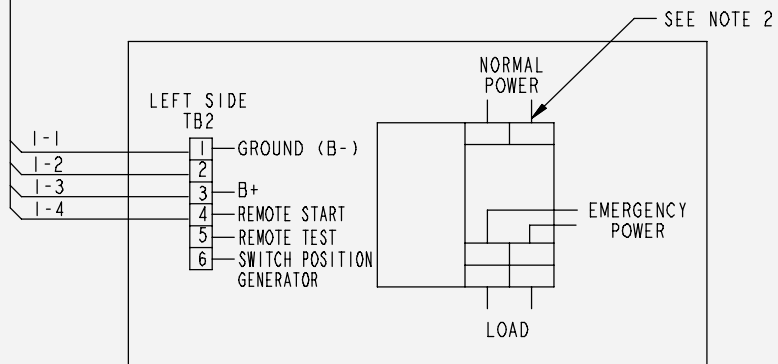 SEE NOTE 2
NORMAL
POWER
LEFT SIDE
TB2
1-1
1 GROUND (B-)
1-2
2
1-3
3 B+
1-4
4 REMOTE START
5 REMOTE TEST
6 SWITCH POSITION
GENERATOR
EMERGENCY
POWER
LOAD